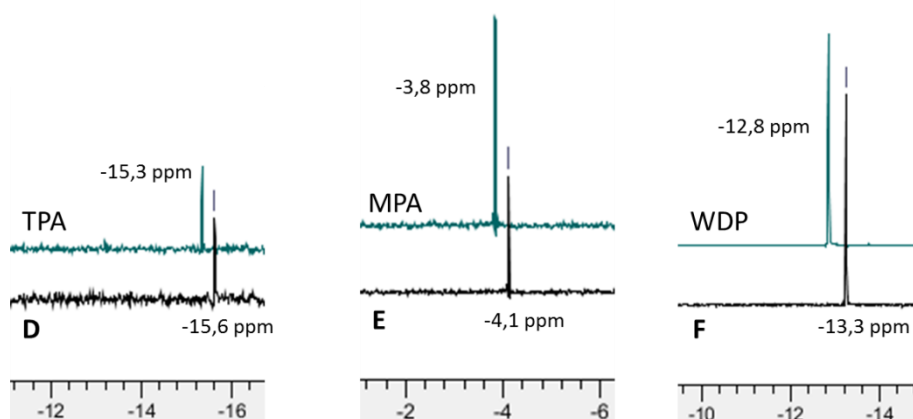 -15,3 ppm
TPA
D
-15,6 ppm
-12
-14
-16
-3,8 ppm
MPA
E
-4,1 ppm
-2
-4
-6
-12,8 ppm
WDP
F
-13,3 ppm
-10
-12
-14